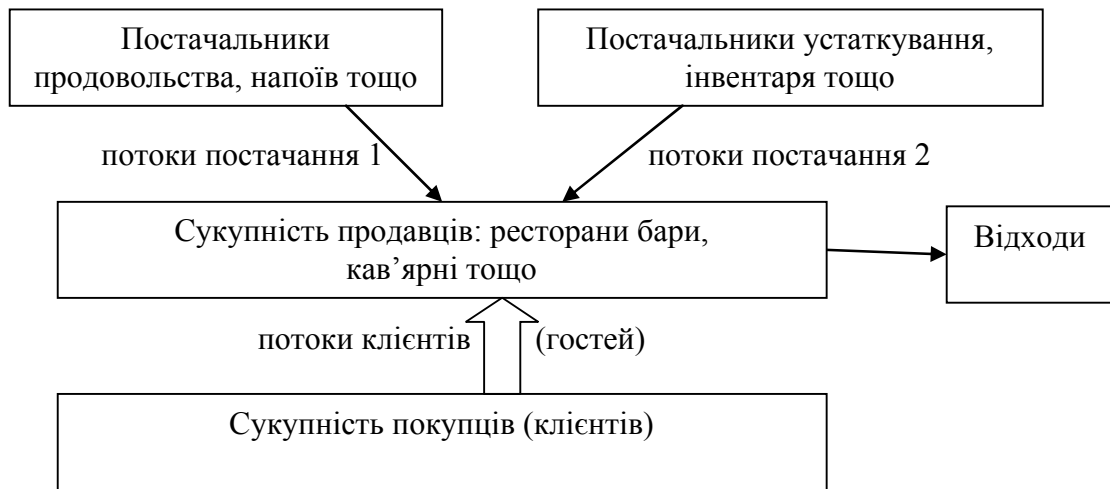 Постачальники
продовольства, напоїв тощо
Постачальники устаткування,
інвентаря тощо
потоки постачання 1
потоки постачання 2
Сукупність продавців: ресторани бари,
кав’ярні тощо
Відходи
потоки клієнтів (гостей)
Сукупність покупців (клієнтів)